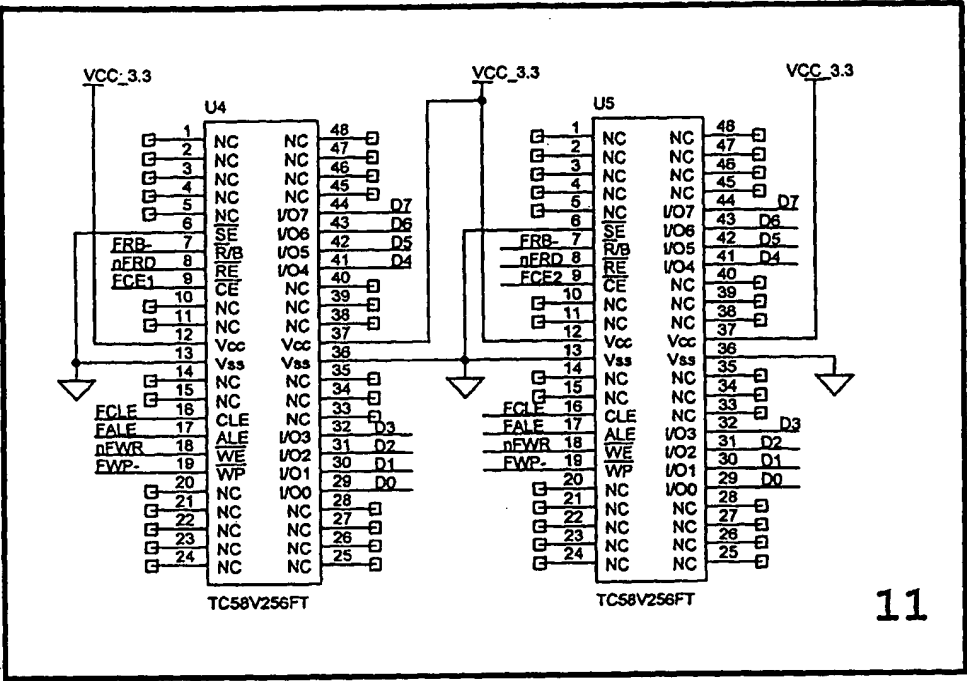 VCC_3.3 VCC_3.3 VCC_3.3
U4
1 NC NC 48
2 NC NC 47
3 NC NC 46
4 NC NC 45
5 NC I/O7 44 D7
6 SE I/O6 43 D6
FRB- 7 R/B I/O5 42 D5
nFRD 8 RE I/O4 41 D4
FCE1 9 CE NC 40
10 NC NC 39
11 NC NC 38
12 Vcc Vcc 37
13 Vss Vss 36
14 NC NC 35
15 NC NC 34
FCLE 16 CLE NC 33
FALE 17 ALE I/O3 32 D3
nFWR 18 WE I/O2 31 D2
FWP- 19 WP I/O1 30 D1
20 NC I/O0 29 D0
21 NC NC 28
22 NC NC 27
23 NC NC 26
24 NC NC 25
TC58V256FT
U5
1 NC NC 48
2 NC NC 47
3 NC NC 46
4 NC NC 45
5 NC I/O7 44 D7
6 SE I/O6 43 D6
FRB- 7 R/B I/O5 42 D5
nFRD 8 RE I/O4 41 D4
FCE2 9 CE NC 40
10 NC NC 39
11 NC NC 38
12 Vcc Vcc 37
13 Vss Vss 36
14 NC NC 35
15 NC NC 34
FCLE 16 CLE NC 33
FALE 17 ALE I/O3 32 D3
nFWR 18 WE I/O2 31 D2
FWP- 19 WP I/O1 30 D1
20 NC I/O0 29 D0
21 NC NC 28
22 NC NC 27
23 NC NC 26
24 NC NC 25
TC58V256FT
11